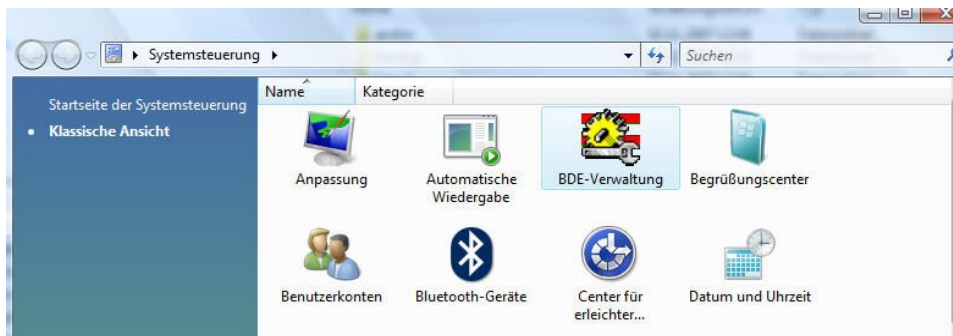 Systemsteuerung
Suchen
Startseite der Systemsteuerung
Klassische Ansicht
Name Kategorie
Anpassung
Automatische
Wiedergabe
BDE-Verwaltung
Begrüßungscenter
Benutzerkonten
Bluetooth-Geräte
Center für
erleichter...
Datum und Uhrzeit